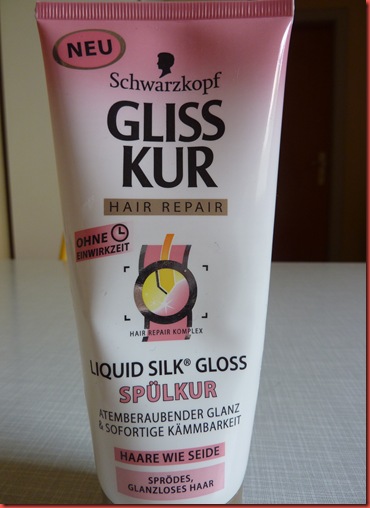 NEU
Schwarzkopf
GLISS
KUR
HAIR REPAIR
OHNE
EINWIRKZEIT
HAIR REPAIR KOMPLEX
LIQUID SILK® GLOSS
SPÜLKUR
ATEMBERAUBENDER GLANZ
& SOFORTIGE KÄMMBARKEIT
HAARE WIE SEIDE
SPRÖDES,
GLANZLOSES HAAR